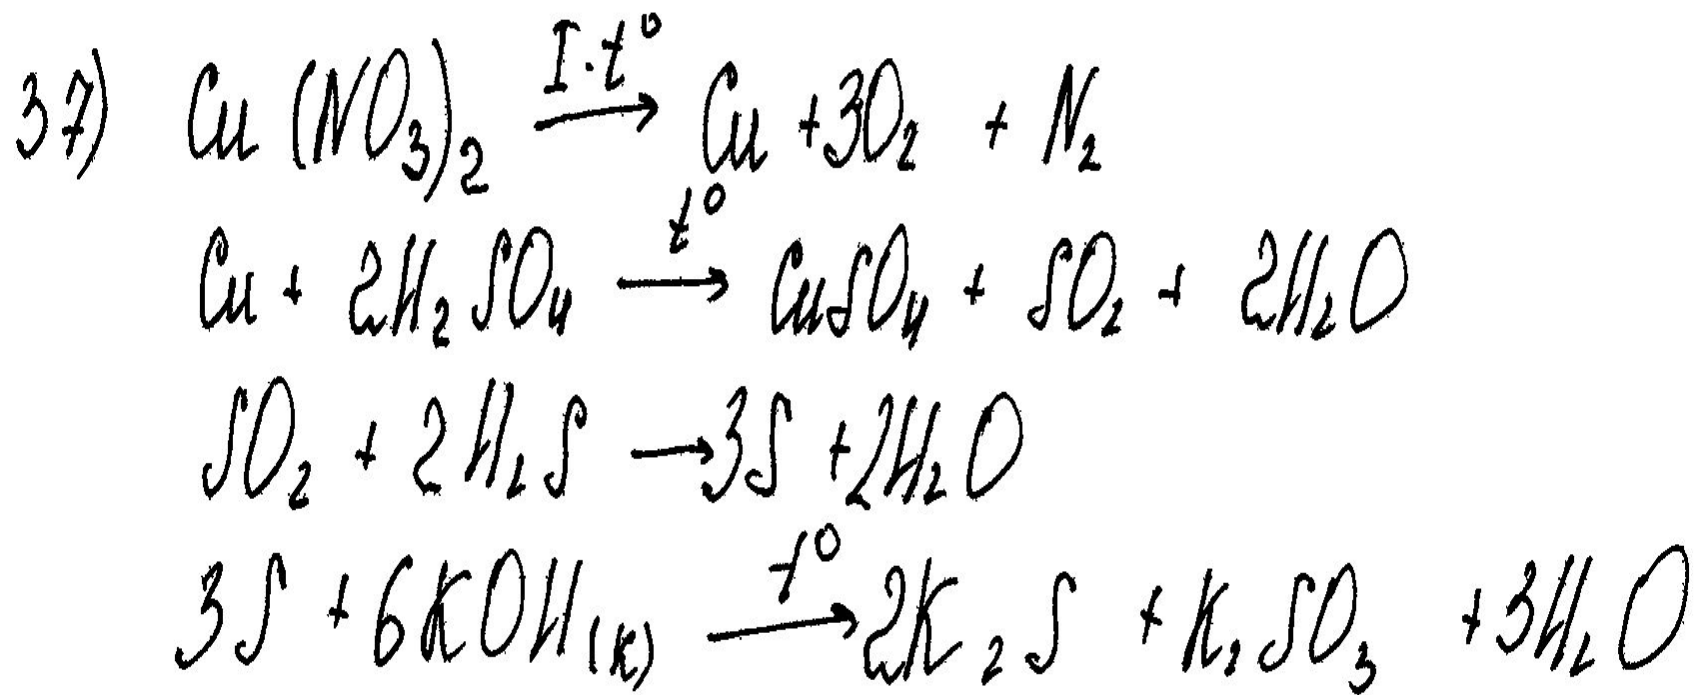 37) Cu(NO₃)₂ I·t° → Cu + 3O₂ + N₂
Cu + 2H₂SO₄ t° → CuSO₄ + SO₂ + 2H₂O
SO₂ + 2H₂S → 3S + 2H₂O
3S + 6KOH(к) t° → 2K₂S + K₂SO₃ + 3H₂O